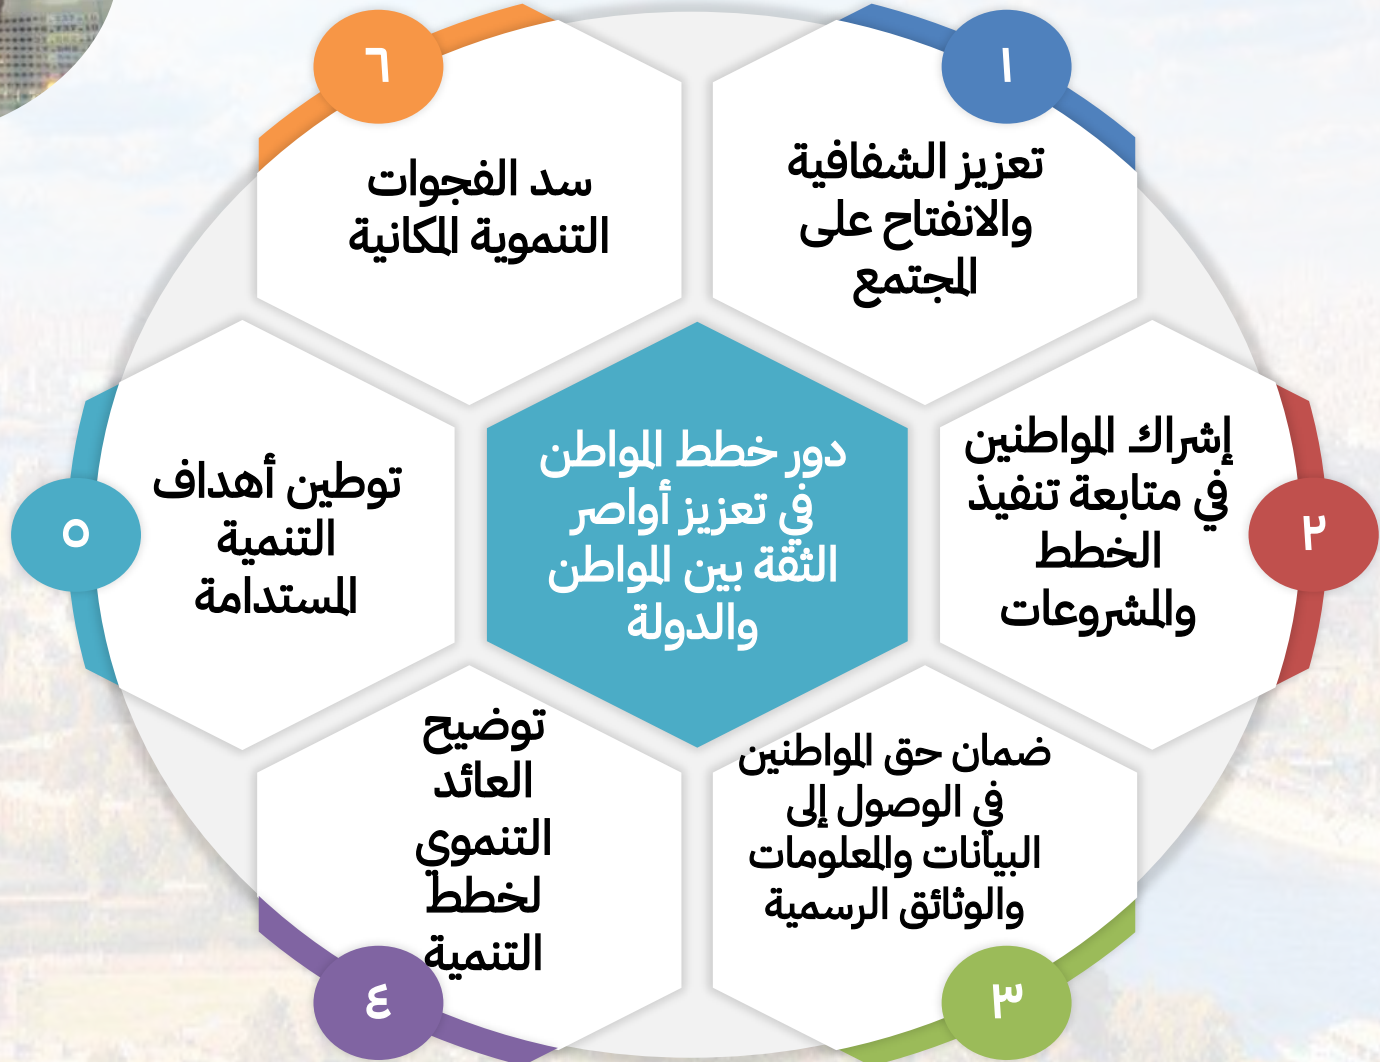 دور خطط المواطن
في تعزيز أواصر
الثقة بين المواطن
والدولة
١
تعزيز الشفافية
والانفتاح على
المجتمع
٢
إشراك المواطنين
في متابعة تنفيذ
الخطط
والمشروعات
٣
ضمان حق المواطنين
في الوصول إلى
البيانات والمعلومات
والوثائق الرسمية
٤
توضيح
العائد
التنموي
لخطط
التنمية
٥
توطين أهداف
التنمية
المستدامة
٦
سد الفجوات
التنموية المكانية